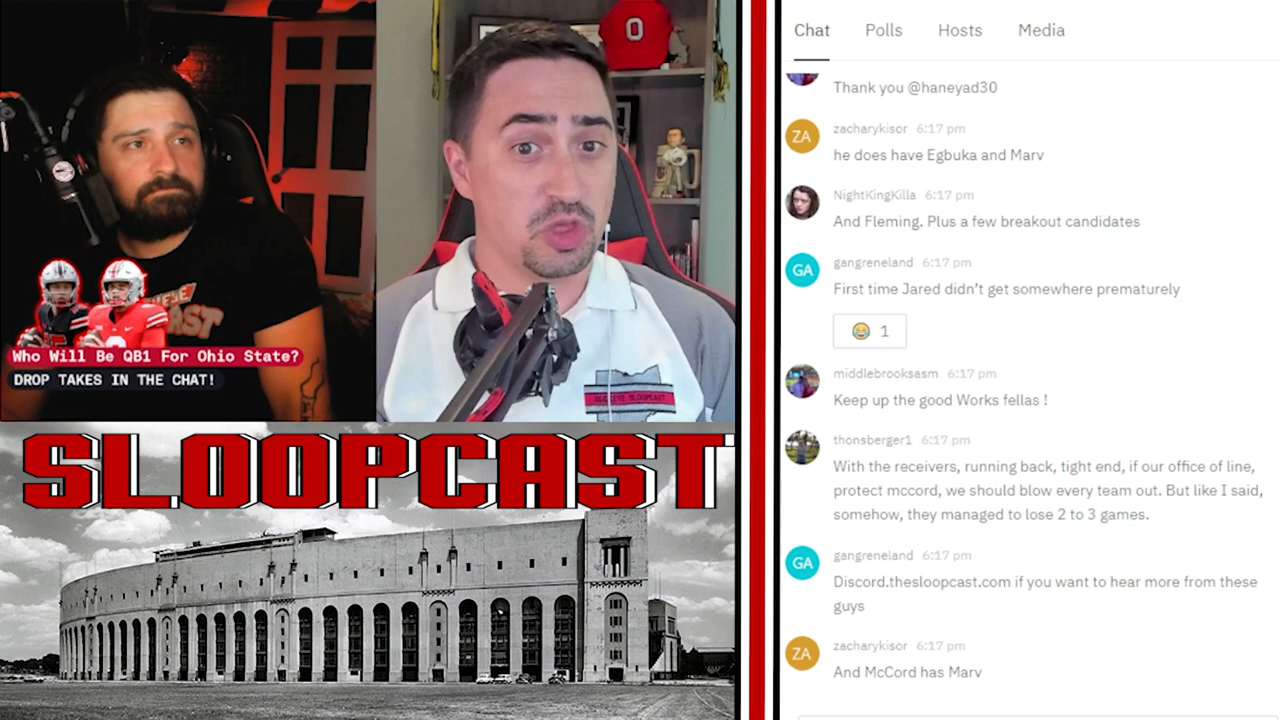 O
Who Will Be QB1 For Ohio State?
DROP TAKES IN THE CHAT!
BUCKEYE SLOOPCAST
SLOOPCAST
Chat Polls Hosts Media
Thank you @haneyad30
ZA
zacharykisor 6:17 pm
he does have Egbuka and Marv
NightKingKilla 6:17 pm
And Fleming. Plus a few breakout candidates
GA
gangreneland 6:17 pm
First time Jared didn't get somewhere prematurely
😂 1
middlebrooksasm 6:17 pm
Keep up the good Works fellas !
thonsberger1 6:17 pm
With the receivers, running back, tight end, if our office of line,
protect mccord, we should blow every team out. But like I said,
somehow, they managed to lose 2 to 3 games.
GA
gangreneland 6:17 pm
Discord.thesloopcast.com if you want to hear more from these
guys
ZA
zacharykisor 6:17 pm
And McCord has Marv